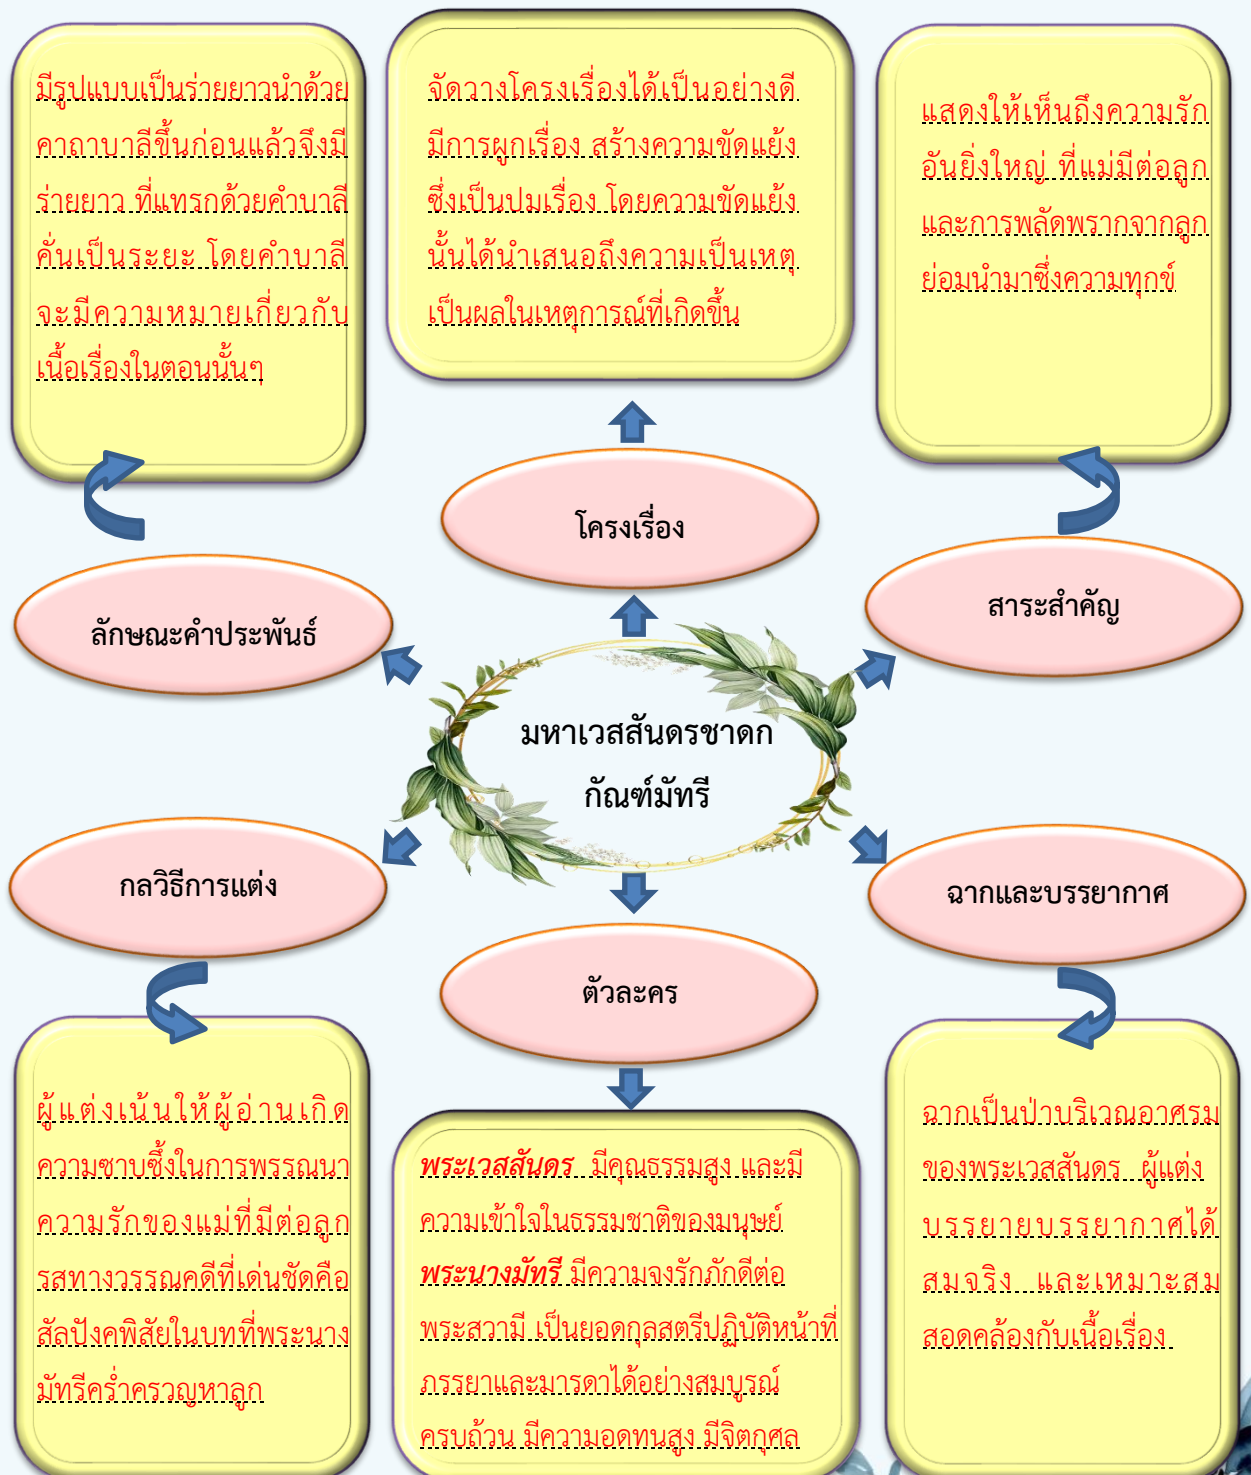 มีรูปแบบเป็นร่ายยาวนำด้วย
คาถาบาลีขึ้นก่อนแล้วจึงมี
ร่ายยาว ที่แทรกด้วยคำบาลี
คั่นเป็นระยะ โดยคำบาลี
จะมีความหมายเกี่ยวกับ
เนื้อเรื่องในตอนนั้นๆ
จัดวางโครงเรื่องได้เป็นอย่างดี
มีการผูกเรื่อง สร้างความขัดแย้ง
ซึ่งเป็นปมเรื่อง โดยความขัดแย้ง
นั้นได้นำเสนอถึงความเป็นเหตุ
เป็นผลในเหตุการณ์ที่เกิดขึ้น
แสดงให้เห็นถึงความรัก
อันยิ่งใหญ่ ที่แม่มีต่อลูก
และการพลัดพรากจากลูก
ย่อมนำมาซึ่งความทุกข์
โครงเรื่อง
ลักษณะคำประพันธ์
สาระสำคัญ
มหาเวสสันดรชาดก
กัณฑ์มัทรี
กลวิธีการแต่ง
ฉากและบรรยากาศ
ตัวละคร
ผู้แต่งเน้นให้ผู้อ่านเกิด
ความซาบซึ้งในการพรรณนา
ความรักของแม่ที่มีต่อลูก
รสทางวรรณคดีที่เด่นชัดคือ
สัลปังคพิสัยในบทที่พระนาง
มัทรีคร่ำครวญหาลูก
พระเวสสันดร มีคุณธรรมสูง และมี
ความเข้าใจในธรรมชาติของมนุษย์
พระนางมัทรี มีความจงรักภักดีต่อ
พระสวามี เป็นยอดกุลสตรีปฏิบัติหน้าที่
ภรรยาและมารดาได้อย่างสมบูรณ์
ครบถ้วน มีความอดทนสูง มีจิตกุศล
ฉากเป็นป่าบริเวณอาศรม
ของพระเวสสันดร ผู้แต่ง
บรรยายบรรยากาศได้
สมจริง และเหมาะสม
สอดคล้องกับเนื้อเรื่อง